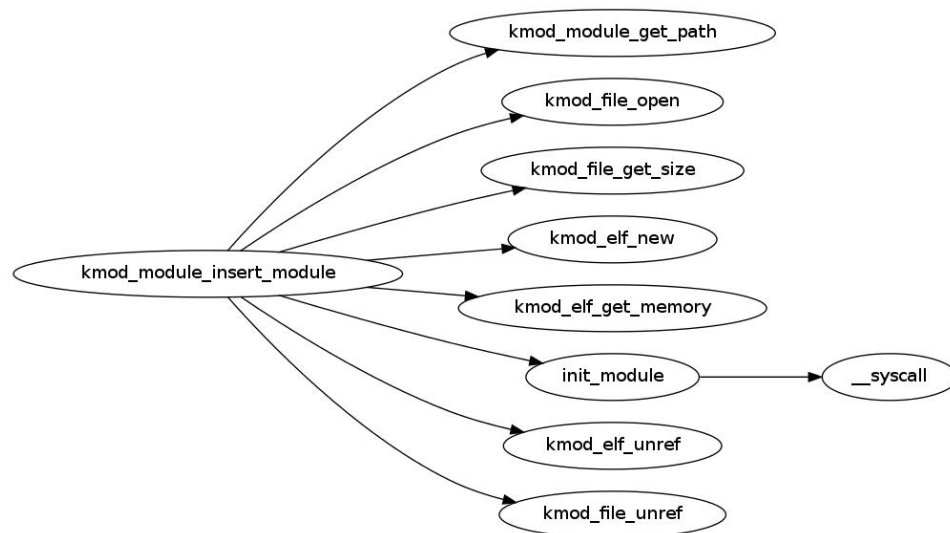 kmod_module_get_path
kmod_file_open
kmod_file_get_size
kmod_elf_new
kmod_module_insert_module
kmod_elf_get_memory
init_module
__syscall
kmod_elf_unref
kmod_file_unref